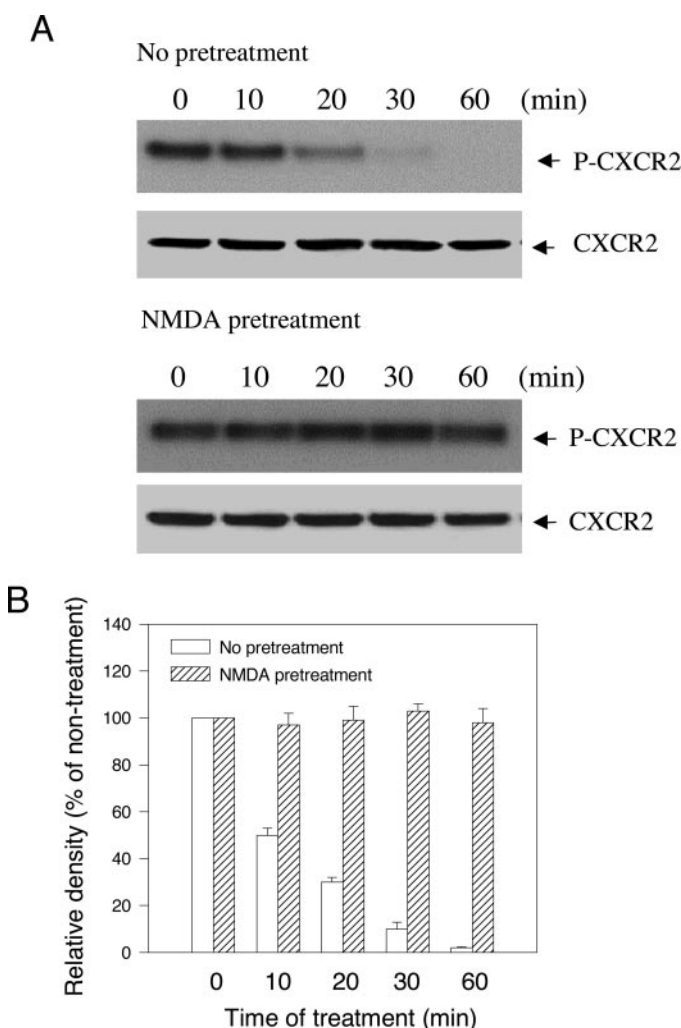 A
No pretreatment
0 10 20 30 60 (min)
P-CXCR2
CXCR2
NMDA pretreatment
0 10 20 30 60 (min)
P-CXCR2
CXCR2
B
Relative density (% of non-treatment)
140
120
100
80
60
40
20
0
No pretreatment
NMDA pretreatment
0 10 20 30 60
Time of treatment (min)